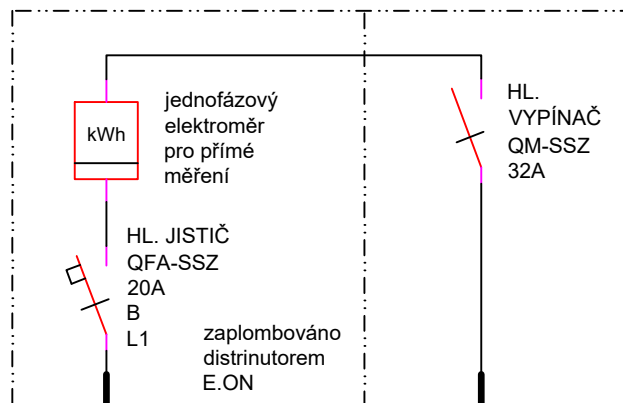 jednofázový
elektroměr
pro přímé
měření
kWh
HL.
VYPÍNAČ
QM-SSZ
32A
HL. JISTIČ
QFA-SSZ
20A
B
L1
zaplombováno
distrinutorem
E.ON